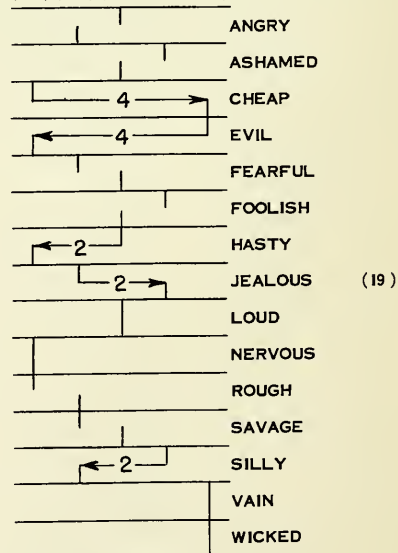 ANGRY
ASHAMED
4 CHEAP
4 EVIL
FEARFUL
FOOLISH
2 HASTY
2 JEALOUS (19)
LOUD
NERVOUS
ROUGH
SAVAGE
2 SILLY
VAIN
WICKED